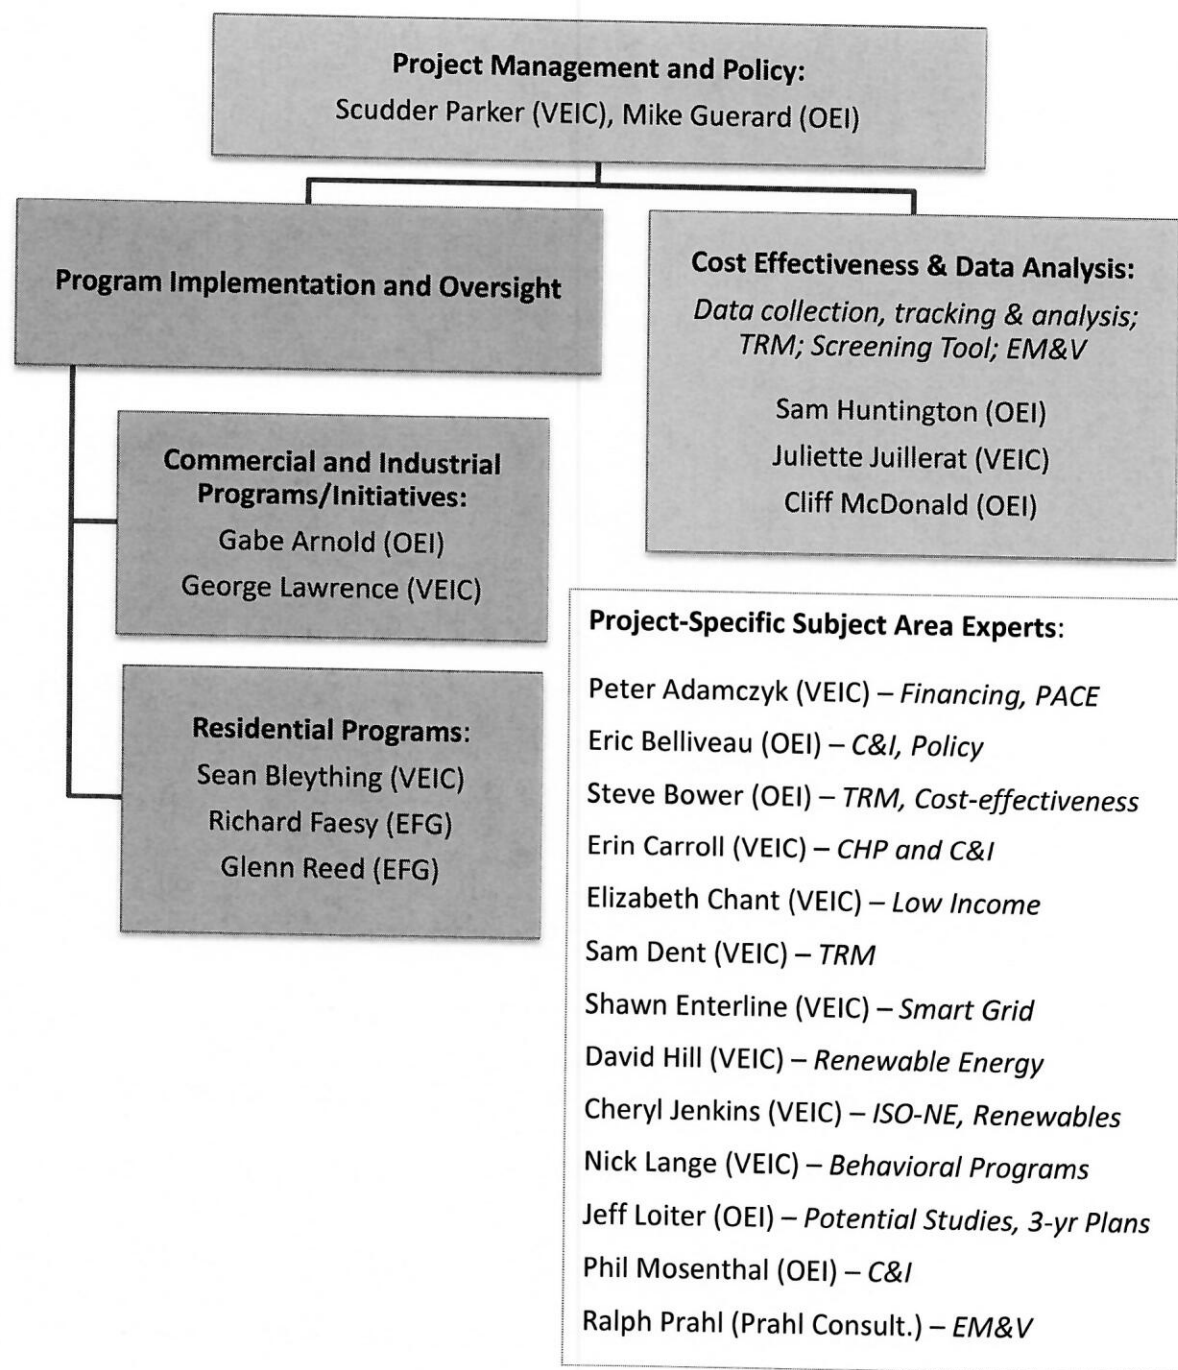 Project Management and Policy:
Scudder Parker (VEIC), Mike Guerard (OEI)
Program Implementation and Oversight
Cost Effectiveness & Data Analysis:
Data collection, tracking & analysis;
TRM; Screening Tool; EM&V
Sam Huntington (OEI)
Juliette Juillerat (VEIC)
Cliff McDonald (OEI)
Commercial and Industrial
Programs/Initiatives:
Gabe Arnold (OEI)
George Lawrence (VEIC)
Residential Programs:
Sean Bleything (VEIC)
Richard Faesy (EFG)
Glenn Reed (EFG)
Project-Specific Subject Area Experts:
Peter Adamczyk (VEIC) – Financing, PACE
Eric Belliveau (OEI) – C&I, Policy
Steve Bower (OEI) – TRM, Cost-effectiveness
Erin Carroll (VEIC) – CHP and C&I
Elizabeth Chant (VEIC) – Low Income
Sam Dent (VEIC) – TRM
Shawn Enterline (VEIC) – Smart Grid
David Hill (VEIC) – Renewable Energy
Cheryl Jenkins (VEIC) – ISO-NE, Renewables
Nick Lange (VEIC) – Behavioral Programs
Jeff Loiter (OEI) – Potential Studies, 3-yr Plans
Phil Mosenthal (OEI) – C&I
Ralph Prahl (Prahl Consult.) – EM&V